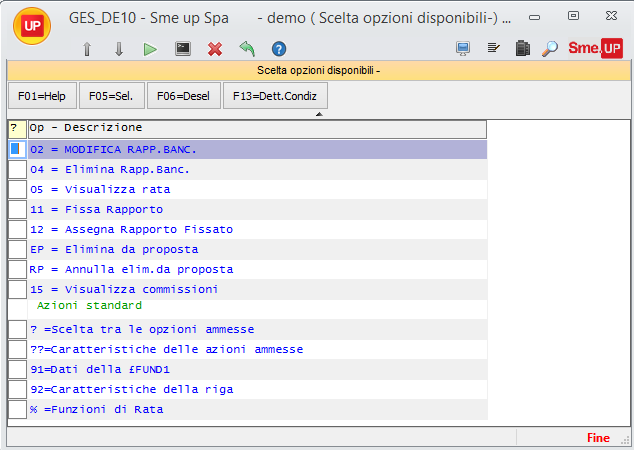 UP GES_DE10 - Sme up Spa - demo ( Scelta opzioni disponibili-) ...
Sme.UP
Scelta opzioni disponibili -
F01=Help F05=Sel. F06=Desel F13=Dett.Condiz
? Op - Descrizione
02 = MODIFICA RAPP.BANC.
04 = Elimina Rapp.Banc.
05 = Visualizza rata
11 = Fissa Rapporto
12 = Assegna Rapporto Fissato
EP = Elimina da proposta
RP = Annulla elim.da proposta
15 = Visualizza commissioni
Azioni standard
? =Scelta tra le opzioni ammesse
??=Caratteristiche delle azioni ammesse
91=Dati della £FUND1
92=Caratteristiche della riga
% =Funzioni di Rata
Fine